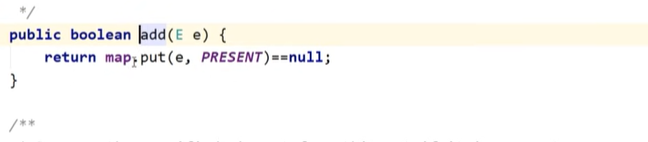 */
public boolean add(E e) {
return map.put(e, PRESENT)==null;
}
/**